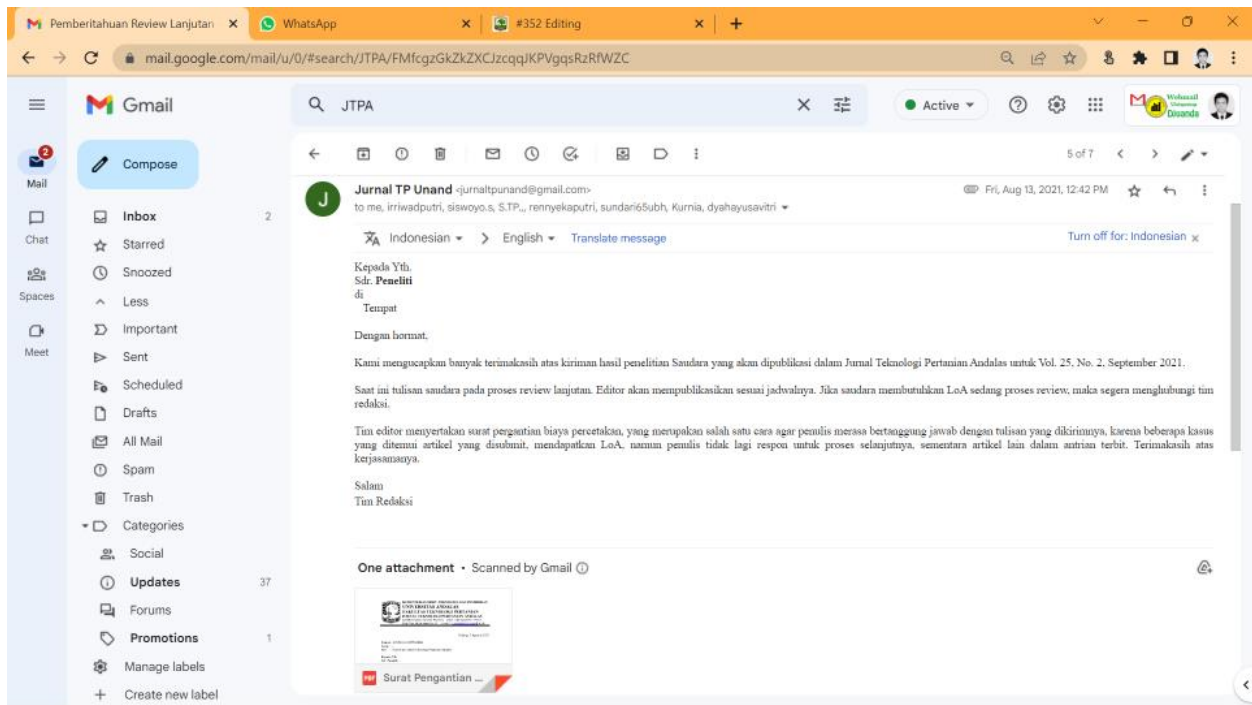 Pemberitahuan Review Lanjutan
WhatsApp
#352 Editing
mail.google.com/mail/u/0/#search/JTPA/FMfcgzGkZkZXCJzcqqJKPVgqsRzRfWZC
Gmail
JTPA
Active
2
Mail
Chat
Spaces
Meet
Compose
Inbox 2
Starred
Snoozed
Less
Important
Sent
Scheduled
Drafts
All Mail
Spam
Trash
Categories
Social
Updates 37
Forums
Promotions 1
Manage labels
Create new label
5 of 7
J
Jurnal TP Unand <jurnaltpunand@gmail.com> Fri, Aug 13, 2021, 12:42 PM
to me, irriwadputri, siswoyo.s, S.TP.,, rennyekaputri, sundari65ubh, Kurnia, dyahayusavitri
Indonesian > English Translate message Turn off for: Indonesian x
Kepada Yth.
Sdr. Peneliti
di
Tempat
Dengan hormat,
Kami mengucapkan banyak terimakasih atas kiriman hasil penelitian Saudara yang akan dipublikasi dalam Jurnal Teknologi Pertanian Andalas untuk Vol. 25, No. 2, September 2021.
Saat ini tulisan saudara pada proses review lanjutan. Editor akan mempublikasikan sesuai jadwalnya. Jika saudara membutuhkan LoA sedang proses review, maka segera menghubungi tim
redaksi.
Tim editor menyertakan surat pergantian biaya percetakan, yang merupakan salah satu cara agar penulis merasa bertanggung jawab dengan tulisan yang dikirimnya, karena beberapa kasus
yang ditemui artikel yang disubmit, mendapatkan LoA, namun penulis tidak lagi respon untuk proses selanjutnya, sementara artikel lain dalam antrian terbit. Terimakasih atas
kerjasamanya.
Salam
Tim Redaksi
One attachment • Scanned by Gmail
UNIVERSITAS ANDALAS
PDF
Surat Pengantian ...